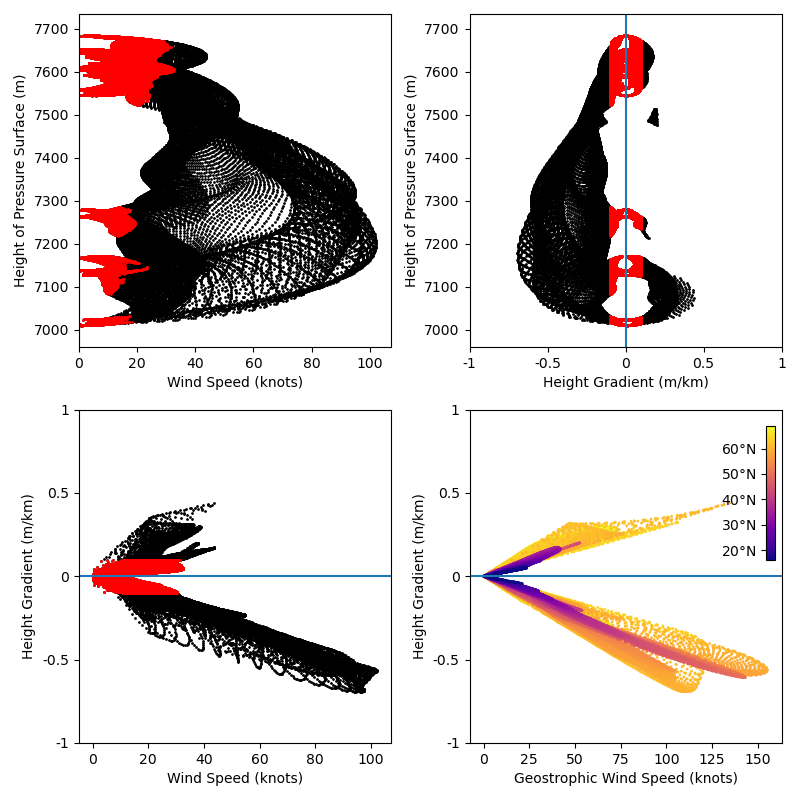 7700
7600
7500
7400
7300
7200
7100
7000
Height of Pressure Surface (m)
0 20 40 60 80 100
Wind Speed (knots)
7700
7600
7500
7400
7300
7200
7100
7000
Height of Pressure Surface (m)
-1 -0.5 0 0.5 1
Height Gradient (m/km)
1
0.5
0
-0.5
-1
Height Gradient (m/km)
0 20 40 60 80 100
Wind Speed (knots)
1
0.5
0
-0.5
-1
Height Gradient (m/km)
60°N
50°N
40°N
30°N
20°N
0 25 50 75 100 125 150
Geostrophic Wind Speed (knots)